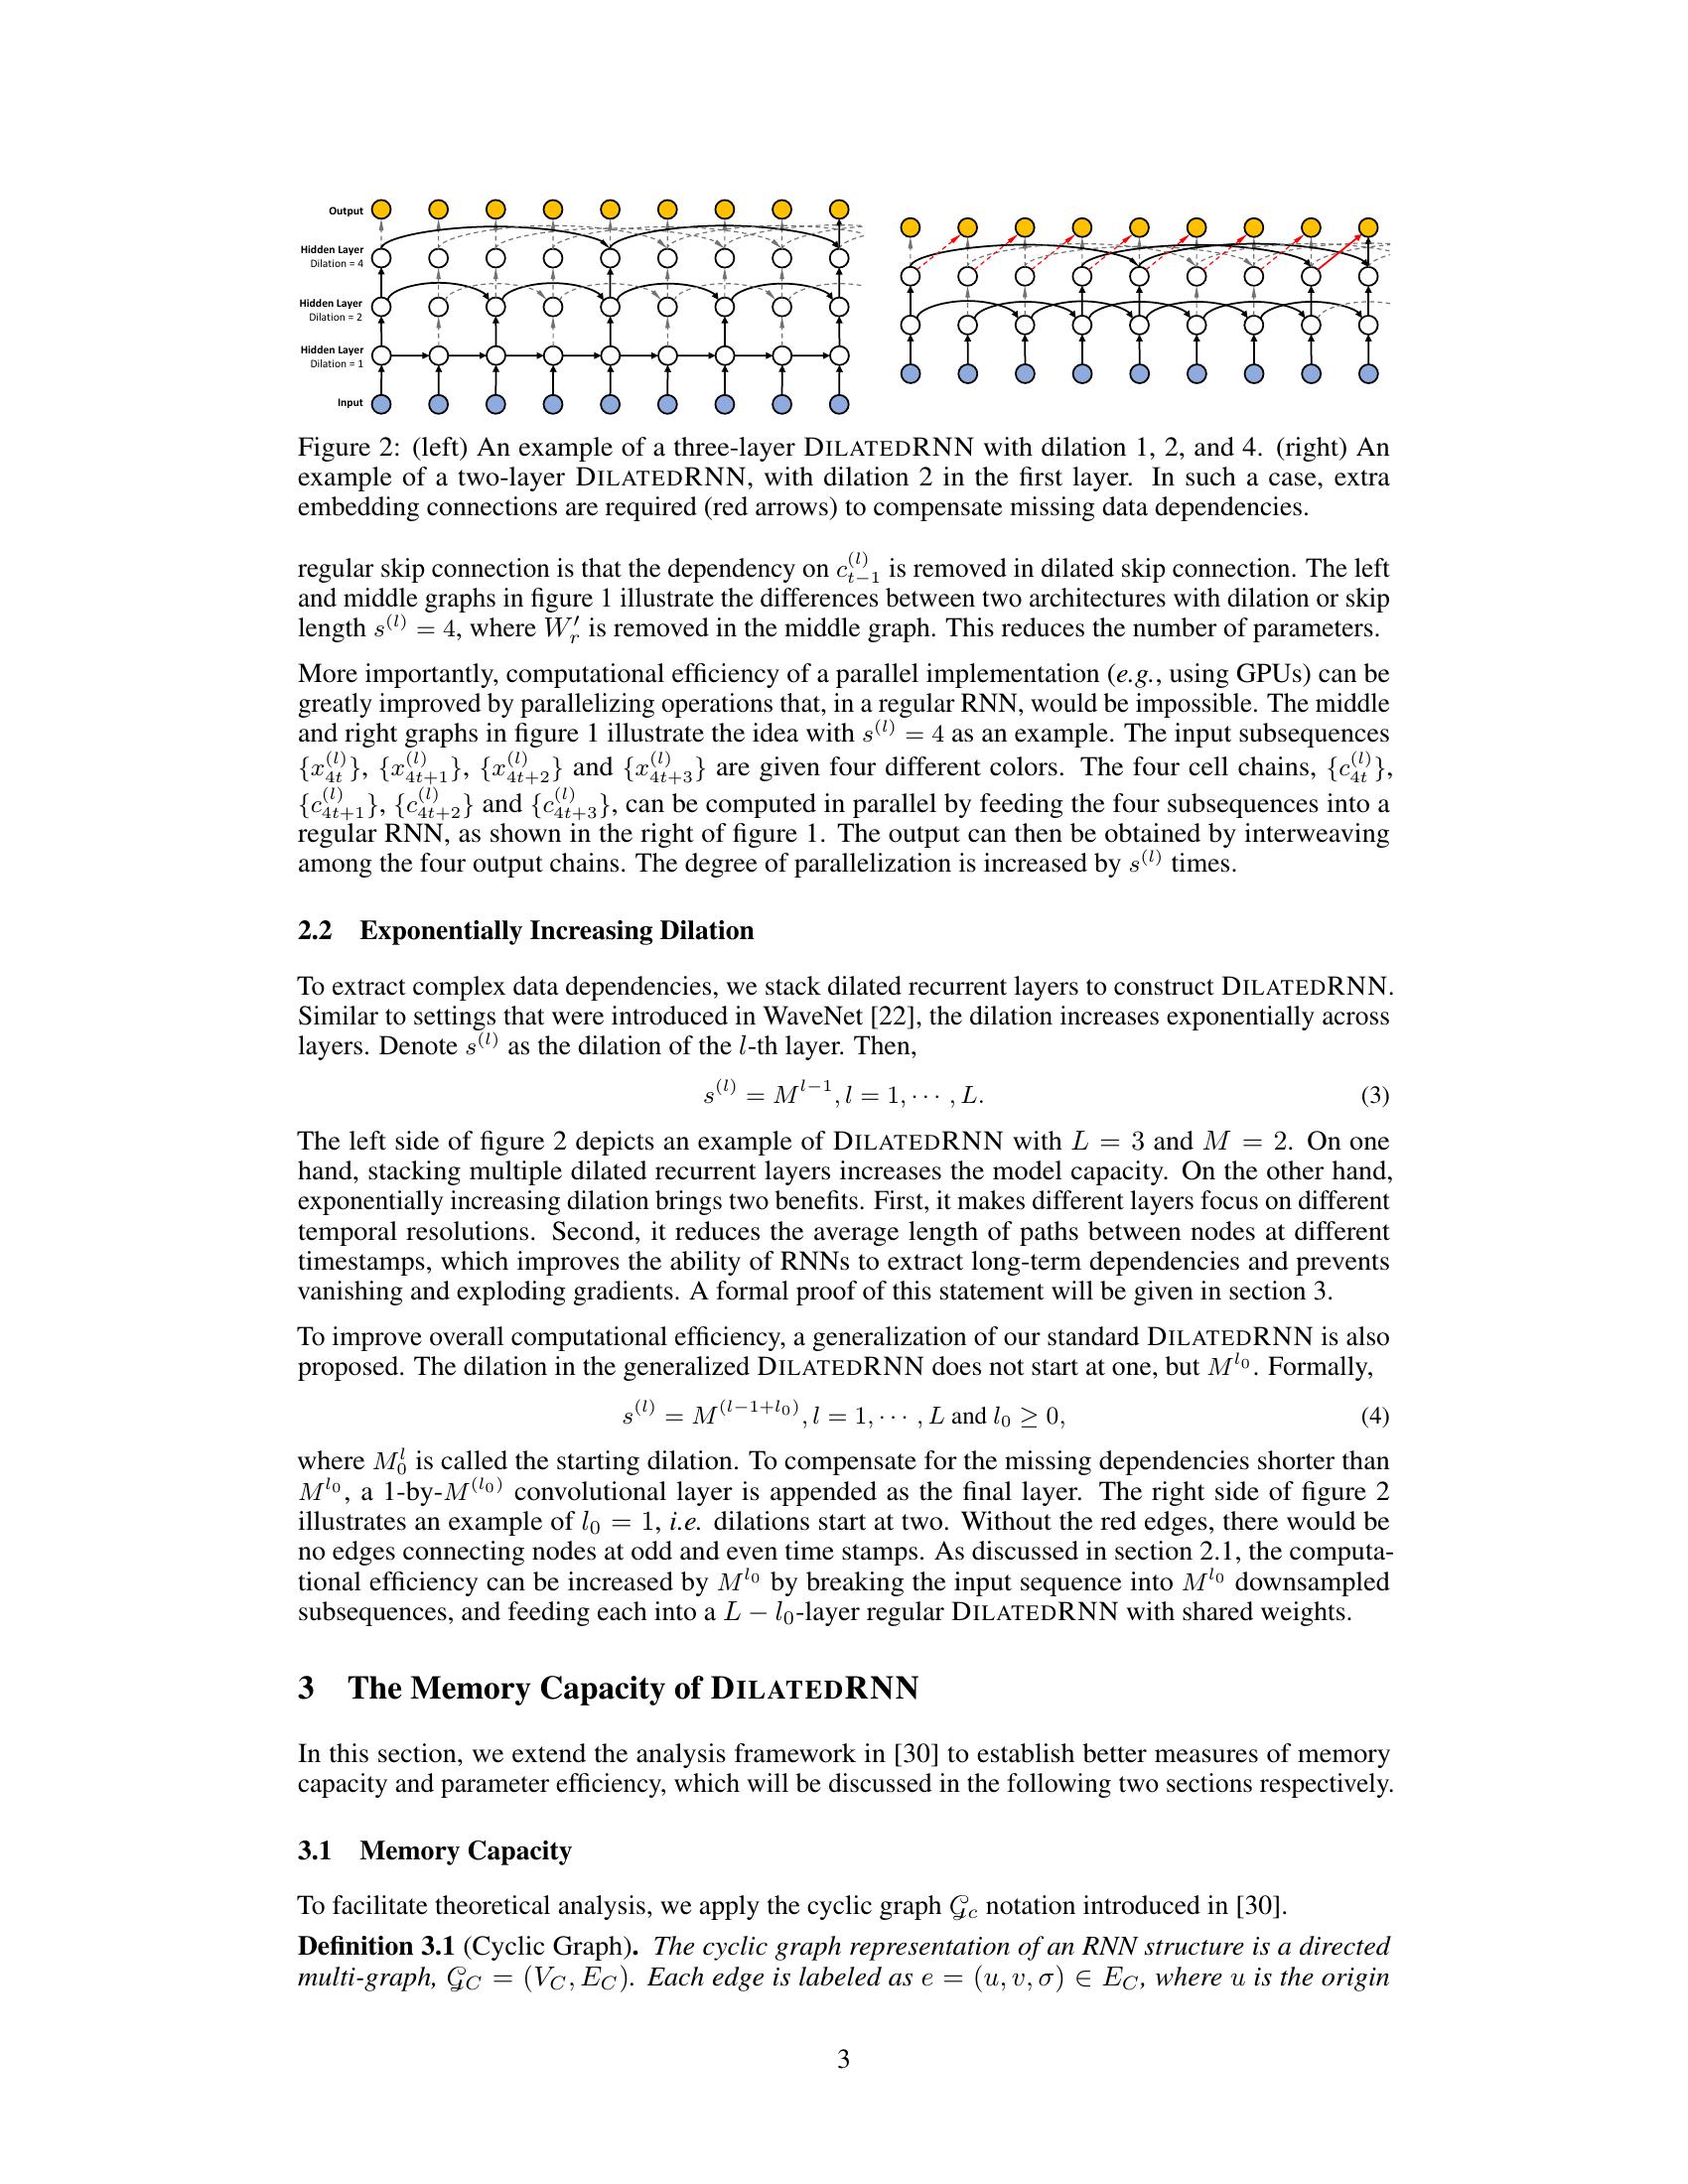 Output
Hidden Layer
Dilation = 4
Hidden Layer
Dilation = 2
Hidden Layer
Dilation = 1
Input
Figure 2: (left) An example of a three-layer DILATEDRNN with dilation 1, 2, and 4. (right) An
example of a two-layer DILATEDRNN, with dilation 2 in the first layer. In such a case, extra
embedding connections are required (red arrows) to compensate missing data dependencies.
regular skip connection is that the dependency on $c_{t-1}^{(l)}$ is removed in dilated skip connection. The left
and middle graphs in figure 1 illustrate the differences between two architectures with dilation or skip
length $s^{(l)} = 4$, where $W_r'$ is removed in the middle graph. This reduces the number of parameters.
More importantly, computational efficiency of a parallel implementation (e.g., using GPUs) can be
greatly improved by parallelizing operations that, in a regular RNN, would be impossible. The middle
and right graphs in figure 1 illustrate the idea with $s^{(l)} = 4$ as an example. The input subsequences
$\{x_{4t}^{(l)}\}$, $\{x_{4t+1}^{(l)}\}$, $\{x_{4t+2}^{(l)}\}$ and $\{x_{4t+3}^{(l)}\}$ are given four different colors. The four cell chains, $\{c_{4t}^{(l)}\}$,
$\{c_{4t+1}^{(l)}\}$, $\{c_{4t+2}^{(l)}\}$ and $\{c_{4t+3}^{(l)}\}$, can be computed in parallel by feeding the four subsequences into a
regular RNN, as shown in the right of figure 1. The output can then be obtained by interweaving
among the four output chains. The degree of parallelization is increased by $s^{(l)}$ times.
2.2 Exponentially Increasing Dilation
To extract complex data dependencies, we stack dilated recurrent layers to construct DILATEDRNN.
Similar to settings that were introduced in WaveNet [22], the dilation increases exponentially across
layers. Denote $s^{(l)}$ as the dilation of the $l$-th layer. Then,
$s^{(l)} = M^{l-1}, l = 1, \cdots, L.$ (3)
The left side of figure 2 depicts an example of DILATEDRNN with $L = 3$ and $M = 2$. On one
hand, stacking multiple dilated recurrent layers increases the model capacity. On the other hand,
exponentially increasing dilation brings two benefits. First, it makes different layers focus on different
temporal resolutions. Second, it reduces the average length of paths between nodes at different
timestamps, which improves the ability of RNNs to extract long-term dependencies and prevents
vanishing and exploding gradients. A formal proof of this statement will be given in section 3.
To improve overall computational efficiency, a generalization of our standard DILATEDRNN is also
proposed. The dilation in the generalized DILATEDRNN does not start at one, but $M^{l_0}$. Formally,
$s^{(l)} = M^{(l-1+l_0)}, l = 1, \cdots, L$ and $l_0 \geq 0,$ (4)
where $M_0^l$ is called the starting dilation. To compensate for the missing dependencies shorter than
$M^{l_0}$, a 1-by-$M^{(l_0)}$ convolutional layer is appended as the final layer. The right side of figure 2
illustrates an example of $l_0 = 1$, i.e. dilations start at two. Without the red edges, there would be
no edges connecting nodes at odd and even time stamps. As discussed in section 2.1, the computa-
tional efficiency can be increased by $M^{l_0}$ by breaking the input sequence into $M^{l_0}$ downsampled
subsequences, and feeding each into a $L - l_0$-layer regular DILATEDRNN with shared weights.
3 The Memory Capacity of DILATEDRNN
In this section, we extend the analysis framework in [30] to establish better measures of memory
capacity and parameter efficiency, which will be discussed in the following two sections respectively.
3.1 Memory Capacity
To facilitate theoretical analysis, we apply the cyclic graph $\mathcal{G}_c$ notation introduced in [30].
Definition 3.1 (Cyclic Graph). The cyclic graph representation of an RNN structure is a directed
multi-graph, $\mathcal{G}_C = (V_C, E_C)$. Each edge is labeled as $e = (u, v, \sigma) \in E_C$, where $u$ is the origin
3